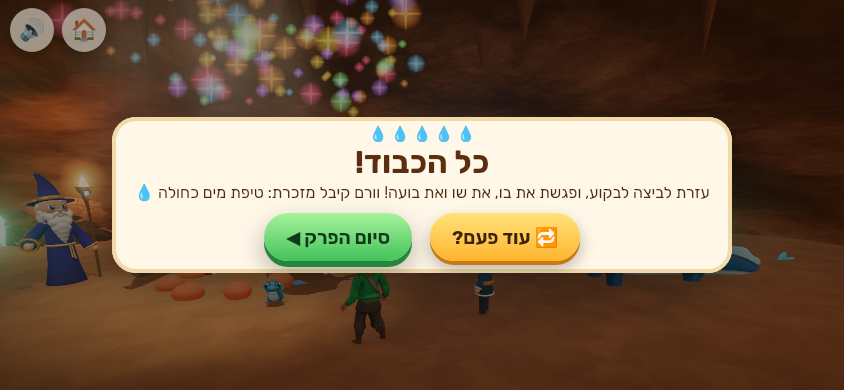 כל הכבוד!
עזרת לביצה לבקוע, ופגשת את בו, את שו ואת בועה! וורם קיבל מזכרת: טיפת מים כחולה 💧
🔁 עוד פעם?
סיום הפרק ◀